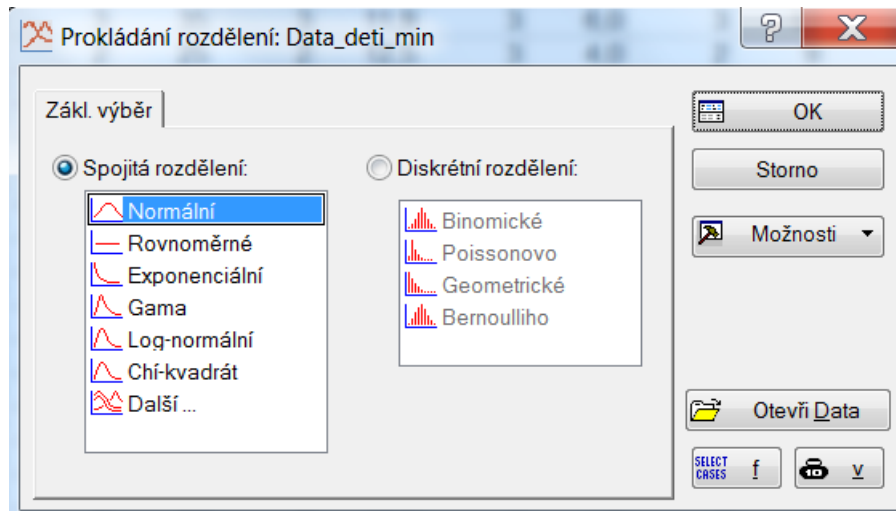 Prokládání rozdělení: Data_deti_min
Zákl. výběr
Spojitá rozdělení:
Normální
Rovnoměrné
Exponenciální
Gama
Log-normální
Chí-kvadrát
Další ...
Diskrétní rozdělení:
Binomické
Poissonovo
Geometrické
Bernoulliho
OK
Storno
Možnosti
Otevři Data
SELECT CASES f
v